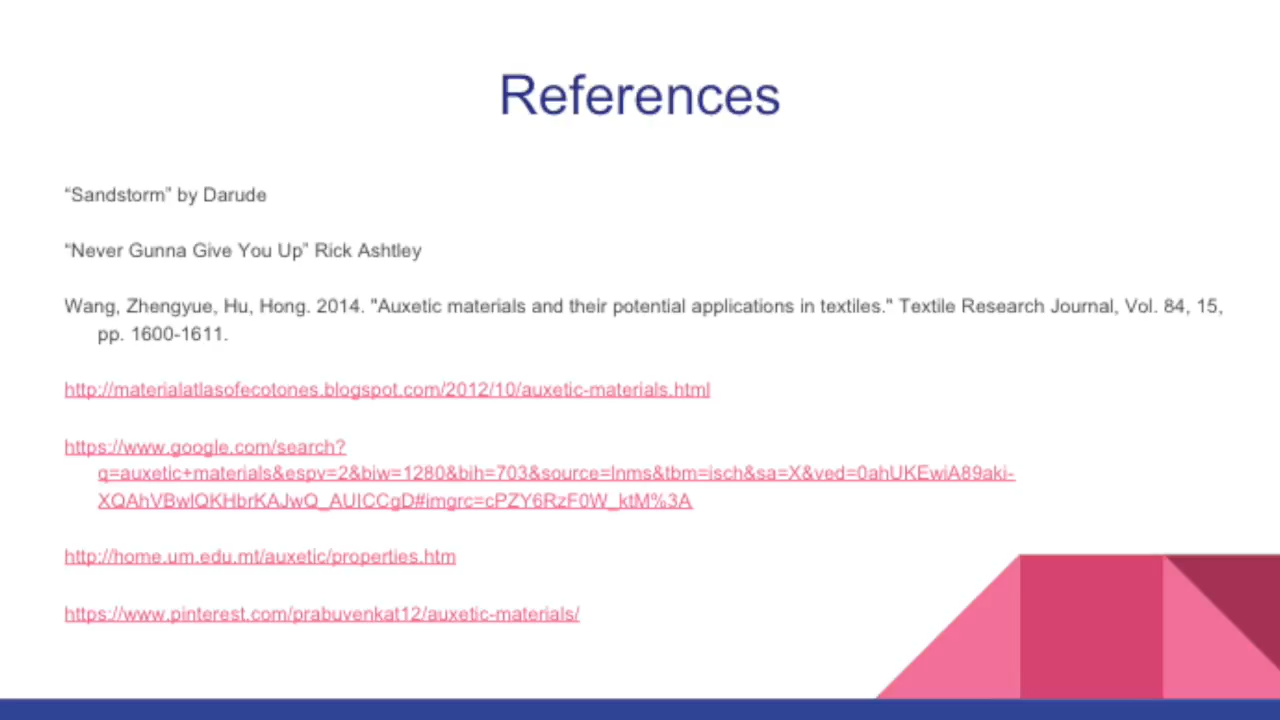 References
“Sandstorm” by Darude
“Never Gunna Give You Up” Rick Ashtley
Wang, Zhengyue, Hu, Hong. 2014. "Auxetic materials and their potential applications in textiles." Textile Research Journal, Vol. 84, 15,
pp. 1600-1611.
http://materialatlasofecotones.blogspot.com/2012/10/auxetic-materials.html
https://www.google.com/search?
q=auxetic+materials&espv=2&biw=1280&bih=703&source=lnms&tbm=isch&sa=X&ved=0ahUKEwiA89aki-
XQAhVBwlQKHbrKAJwQ_AUICCgD#imgrc=cPZY6RzF0W_ktM%3A
http://home.um.edu.mt/auxetic/properties.htm
https://www.pinterest.com/prabuvenkat12/auxetic-materials/